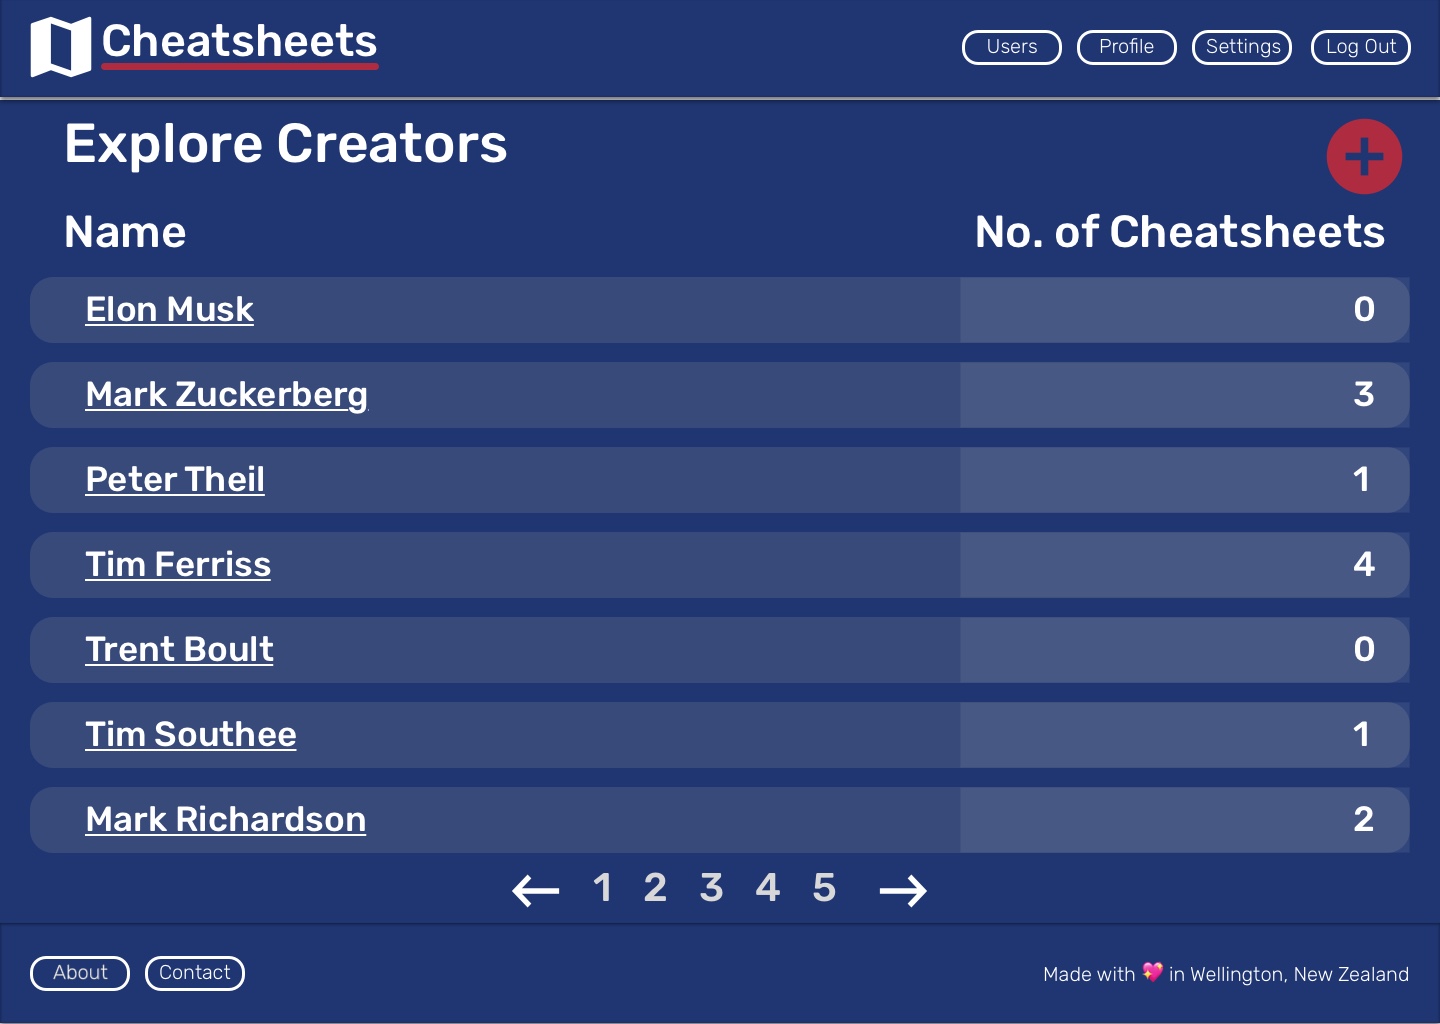 Cheatsheets
Users Profile Settings Log Out
Explore Creators
Name No. of Cheatsheets
Elon Musk 0
Mark Zuckerberg 3
Peter Theil 1
Tim Ferriss 4
Trent Boult 0
Tim Southee 1
Mark Richardson 2
← 1 2 3 4 5 →
About Contact Made with 💖 in Wellington, New Zealand